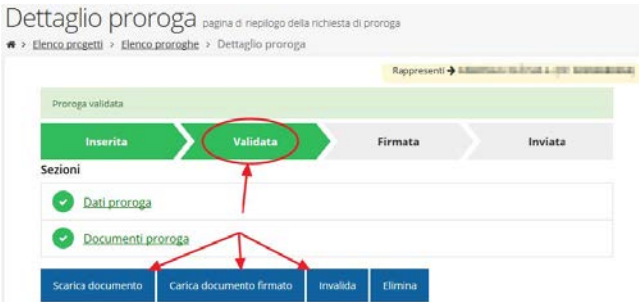 Dettaglio proroga pagina di riepilogo della richiesta di proroga
> Elenco progetti > Elenco proroghe > Dettaglio proroga
Rappresenti →
Proroga validata
Inserita Validata Firmata Inviata
Sezioni
Dati proroga
Documenti proroga
Scarica documento Carica documento firmato Invalida Elimina